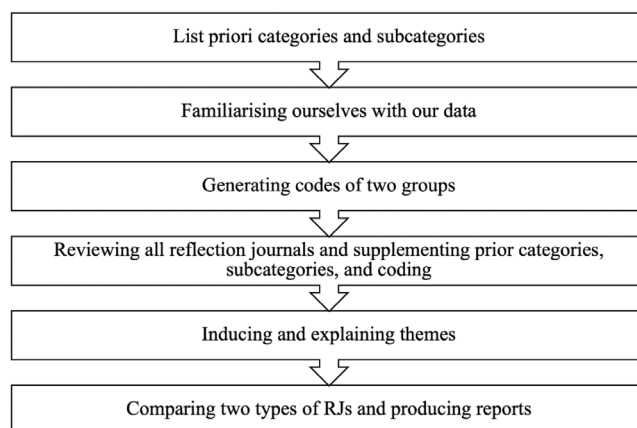 List priori categories and subcategories
Familiarising ourselves with our data
Generating codes of two groups
Reviewing all reflection journals and supplementing prior categories,
subcategories, and coding
Inducing and explaining themes
Comparing two types of RJs and producing reports